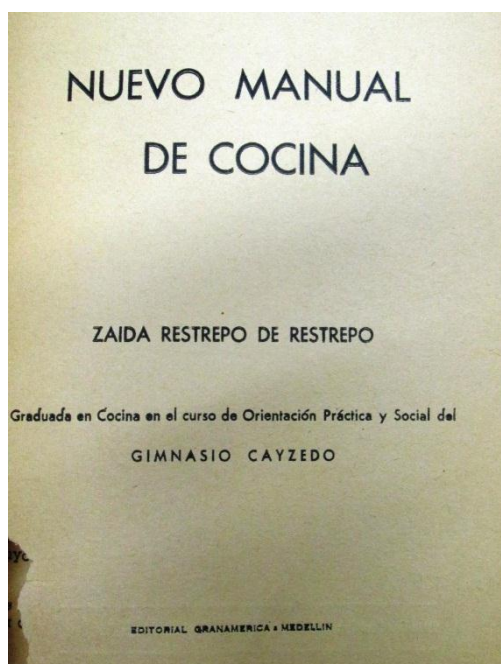 NUEVO MANUAL
DE COCINA
ZAIDA RESTREPO DE RESTREPO
Graduada en Cocina en el curso de Orientación Práctica y Social del
GIMNASIO CAYZEDO
EDITORIAL GRANAMERICA - MEDELLIN